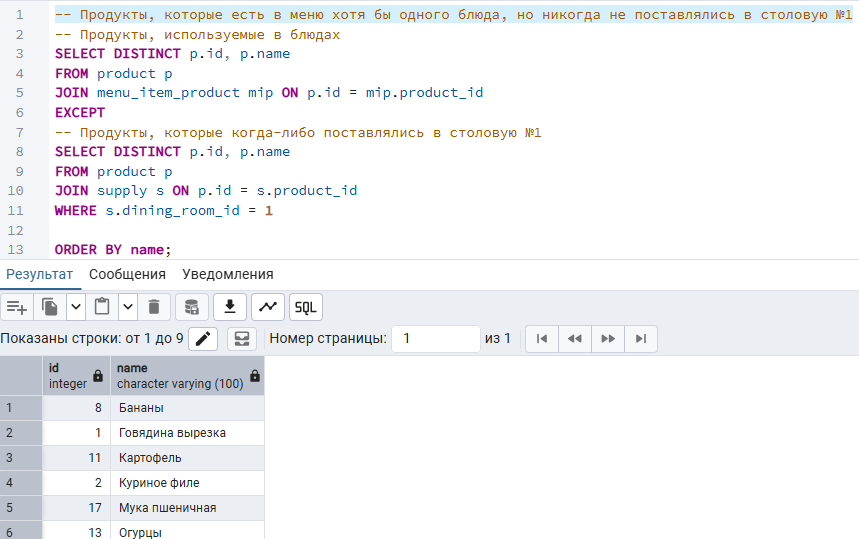 1 -- Продукты, которые есть в меню хотя бы одного блюда, но никогда не поставлялись в столовую №1
2 -- Продукты, используемые в блюдах
3 SELECT DISTINCT p.id, p.name
4 FROM product p
5 JOIN menu_item_product mip ON p.id = mip.product_id
6 EXCEPT
7 -- Продукты, которые когда-либо поставлялись в столовую №1
8 SELECT DISTINCT p.id, p.name
9 FROM product p
10 JOIN supply s ON p.id = s.product_id
11 WHERE s.dining_room_id = 1
12
13 ORDER BY name;
Результат Сообщения Уведомления
SQL
Показаны строки: от 1 до 9 Номер страницы: 1 из 1
id name
integer character varying (100)
1 8 Бананы
2 1 Говядина вырезка
3 11 Картофель
4 2 Куриное филе
5 17 Мука пшеничная
6 13 Огурцы